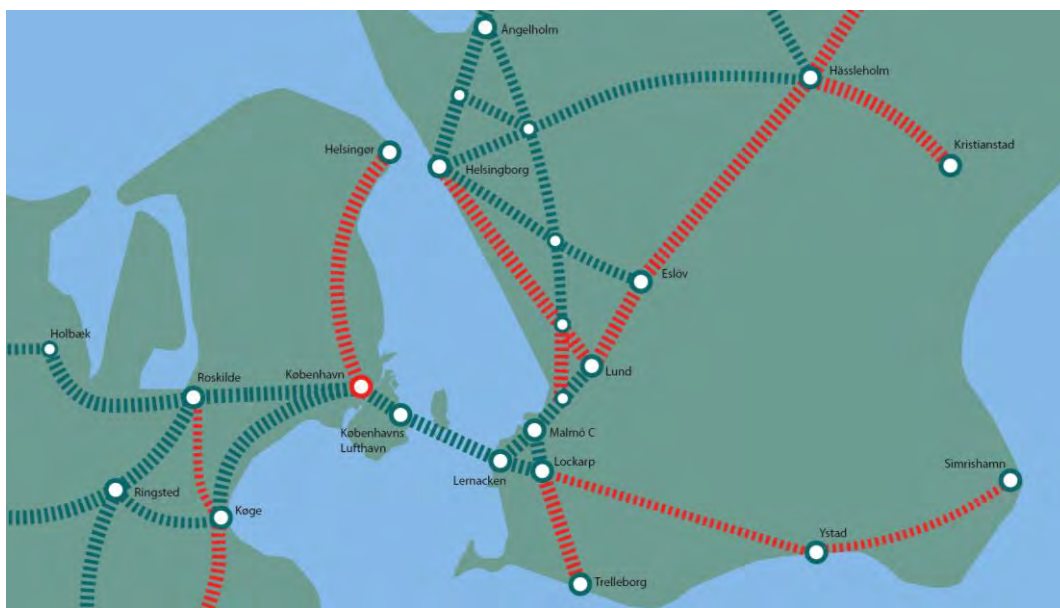 Ängelholm
Hässleholm
Helsingør
Helsingborg
Kristianstad
Eslöv
Holbæk
Roskilde
København
Lund
Københavns
Lufthavn
Malmö C
Lernacken
Lockarp
Simrishamn
Ringsted
Køge
Ystad
Trelleborg